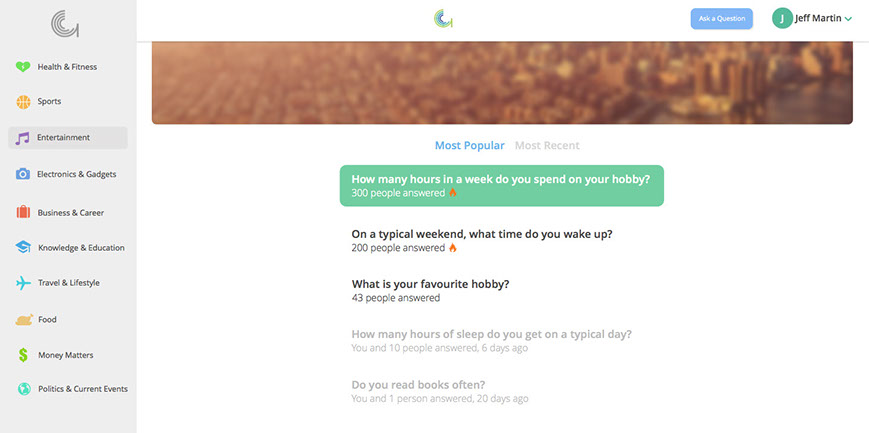 Ask a Question
J
Jeff Martin
Health & Fitness
Sports
Entertainment
Electronics & Gadgets
Business & Career
Knowledge & Education
Travel & Lifestyle
Food
Money Matters
Politics & Current Events
Most Popular Most Recent
How many hours in a week do you spend on your hobby?
300 people answered
On a typical weekend, what time do you wake up?
200 people answered
What is your favourite hobby?
43 people answered
How many hours of sleep do you get on a typical day?
You and 10 people answered, 6 days ago
Do you read books often?
You and 1 person answered, 20 days ago